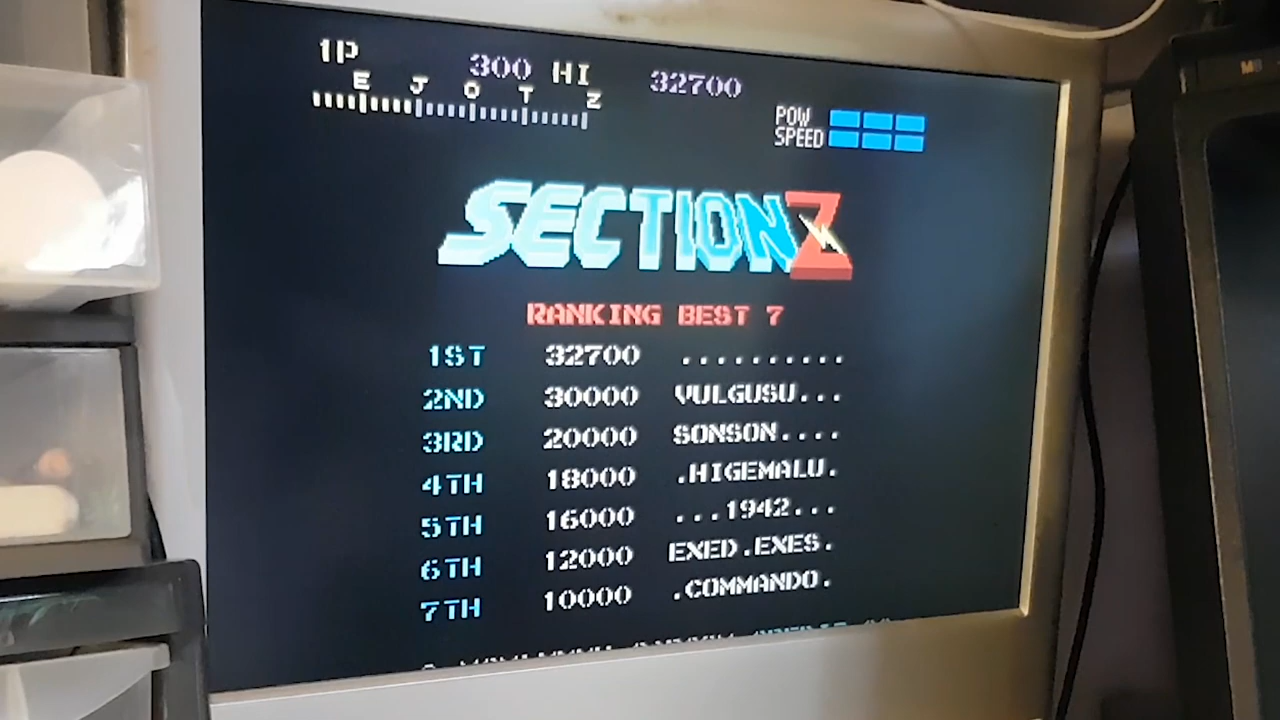 1P 300 HI 32700
E J O T Z
POW
SPEED
SECTION Z
RANKING BEST 7
1ST 32700 ..........
2ND 30000 VULGUSU...
3RD 20000 SONSON....
4TH 18000 .HIGEMALU.
5TH 16000 ...1942...
6TH 12000 EXED.EXES.
7TH 10000 .COMMANDO.